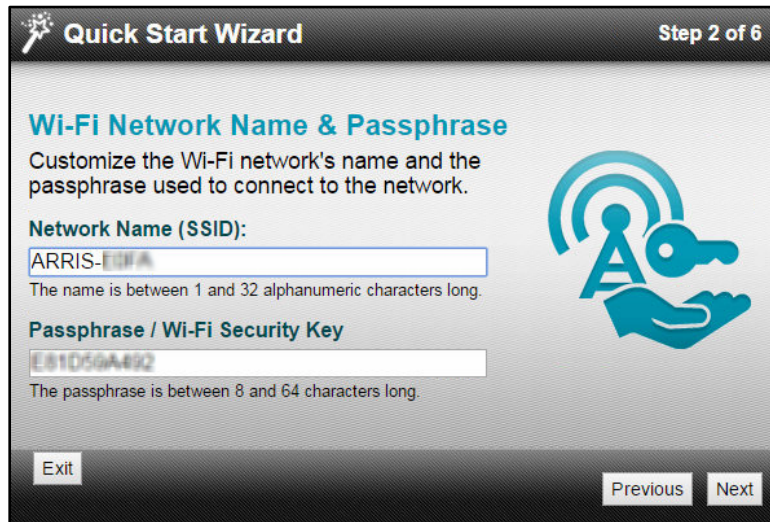 Quick Start Wizard
Step 2 of 6
Wi-Fi Network Name & Passphrase
Customize the Wi-Fi network's name and the
passphrase used to connect to the network.
Network Name (SSID):
ARRIS-
The name is between 1 and 32 alphanumeric characters long.
Passphrase / Wi-Fi Security Key
The passphrase is between 8 and 64 characters long.
Exit
Previous
Next